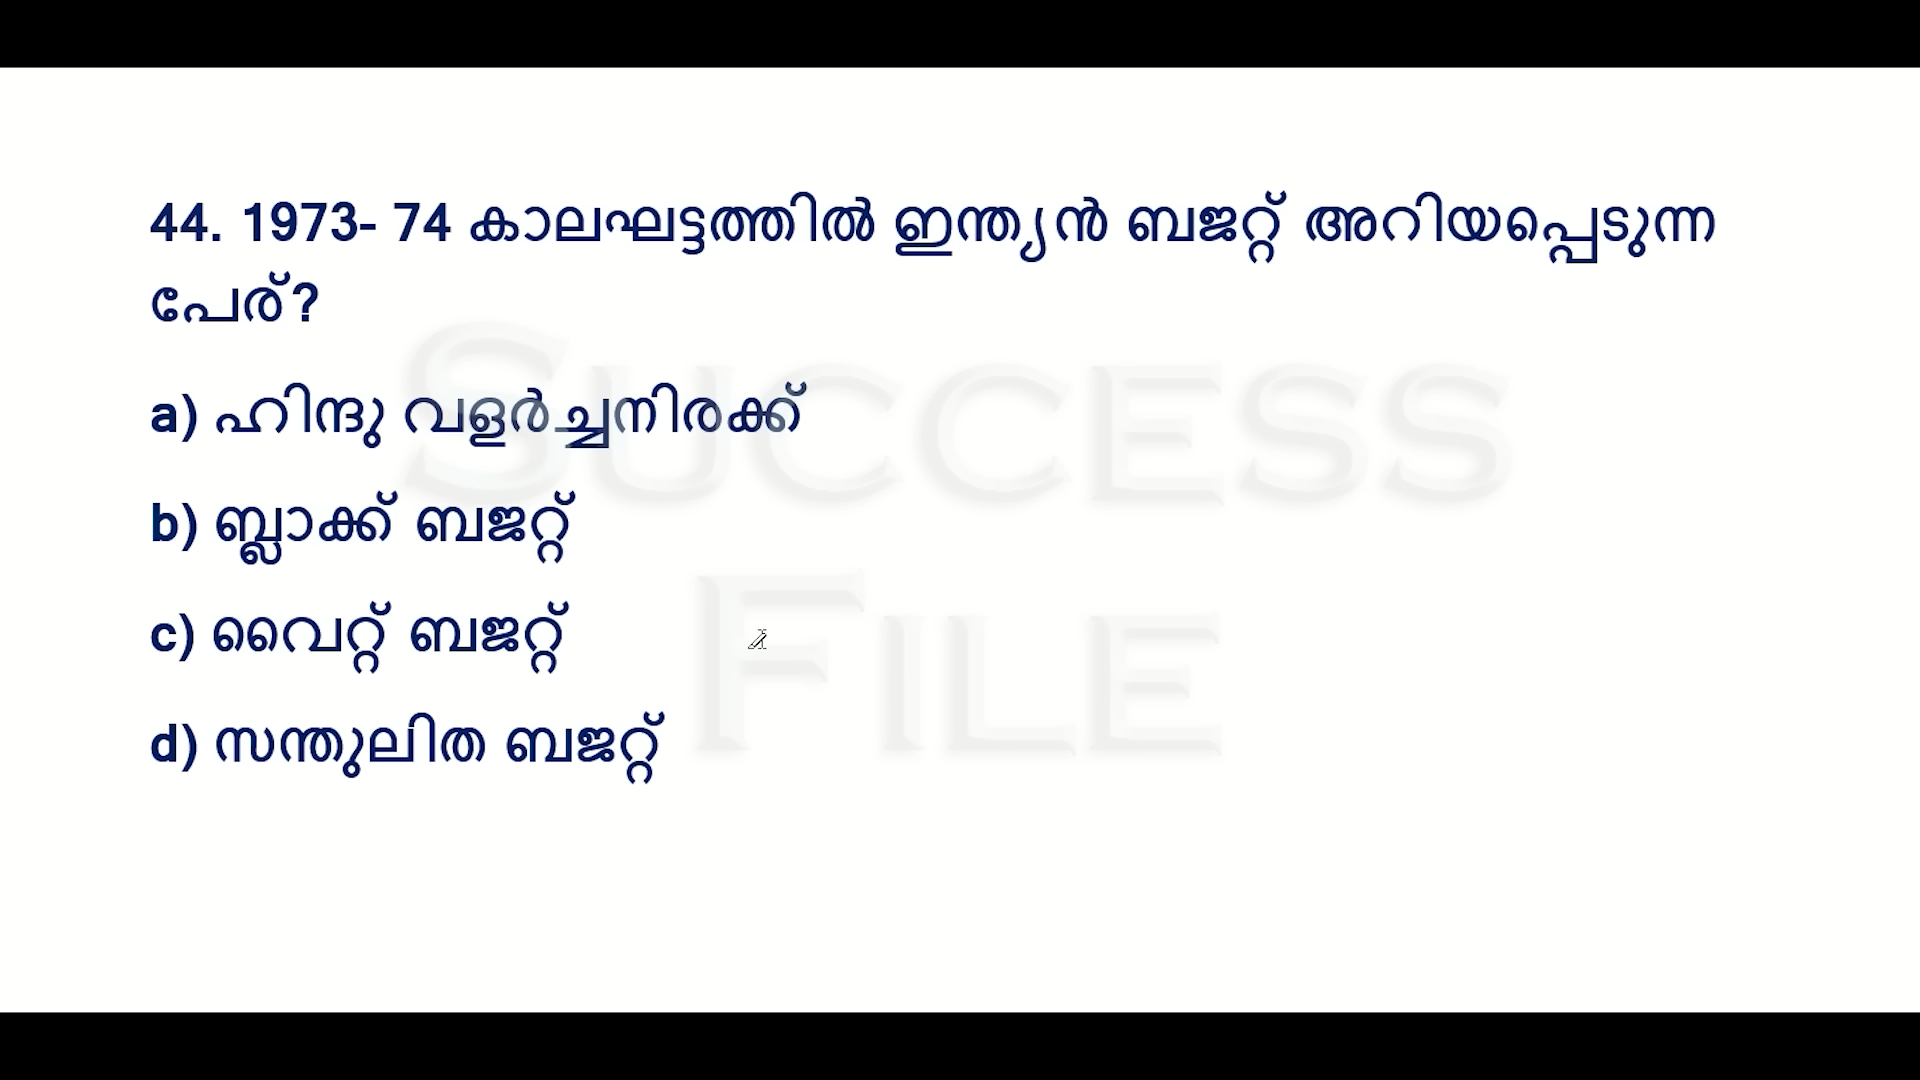 44. 1973- 74 കാലഘട്ടത്തിൽ ഇന്ത്യൻ ബജറ്റ് അറിയപ്പെടുന്ന
പേര്?
a) ഹിന്ദു വളർച്ചനിരക്ക്
b) ബ്ലാക്ക് ബജറ്റ്
c) വൈറ്റ് ബജറ്റ്
d) സന്തുലിത ബജറ്റ്
SUCCESS
FILE